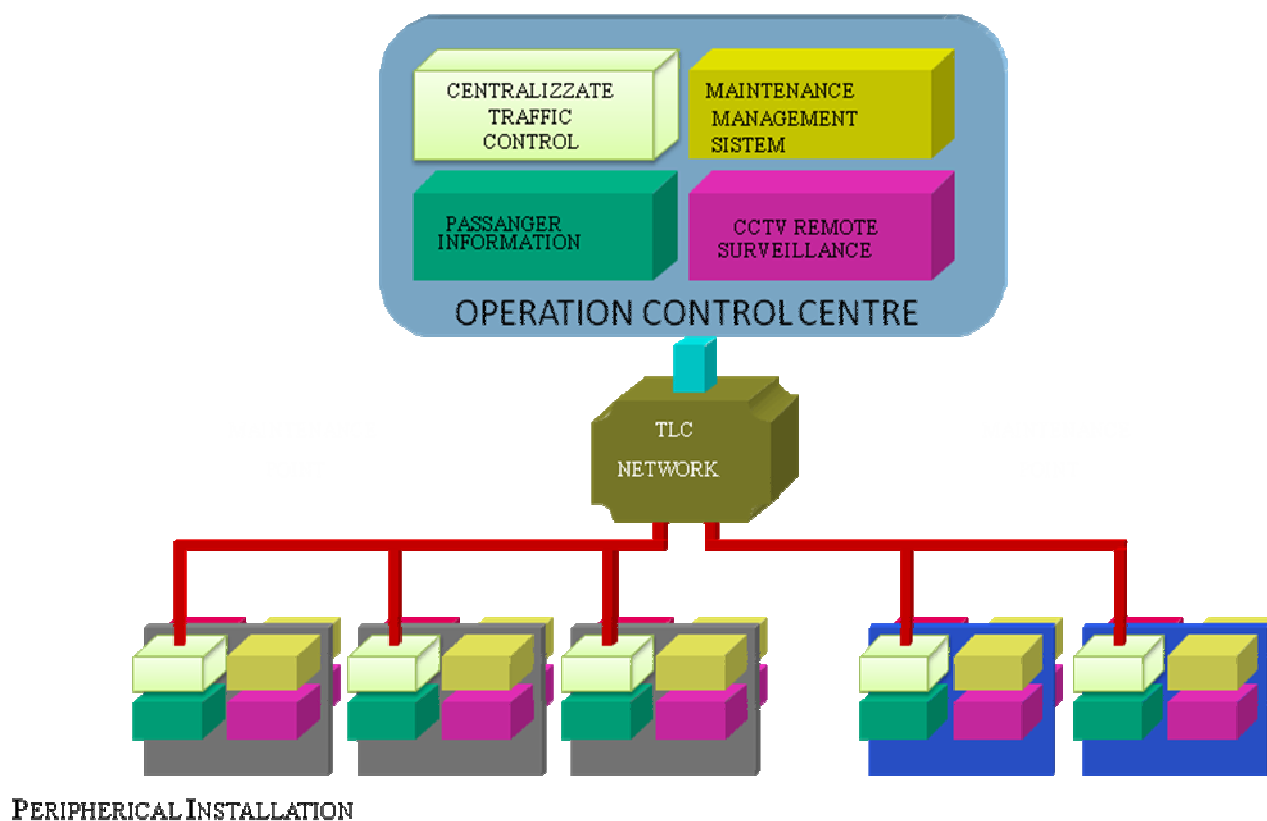 CENTRALIZZATE
TRAFFIC
CONTROL
MAINTENANCE
MANAGEMENT
SISTEM
PASSANGER
INFORMATION
CCTV REMOTE
SURVEILLANCE
OPERATION CONTROL CENTRE
TLC
NETWORK
PERIPHERICAL INSTALLATION